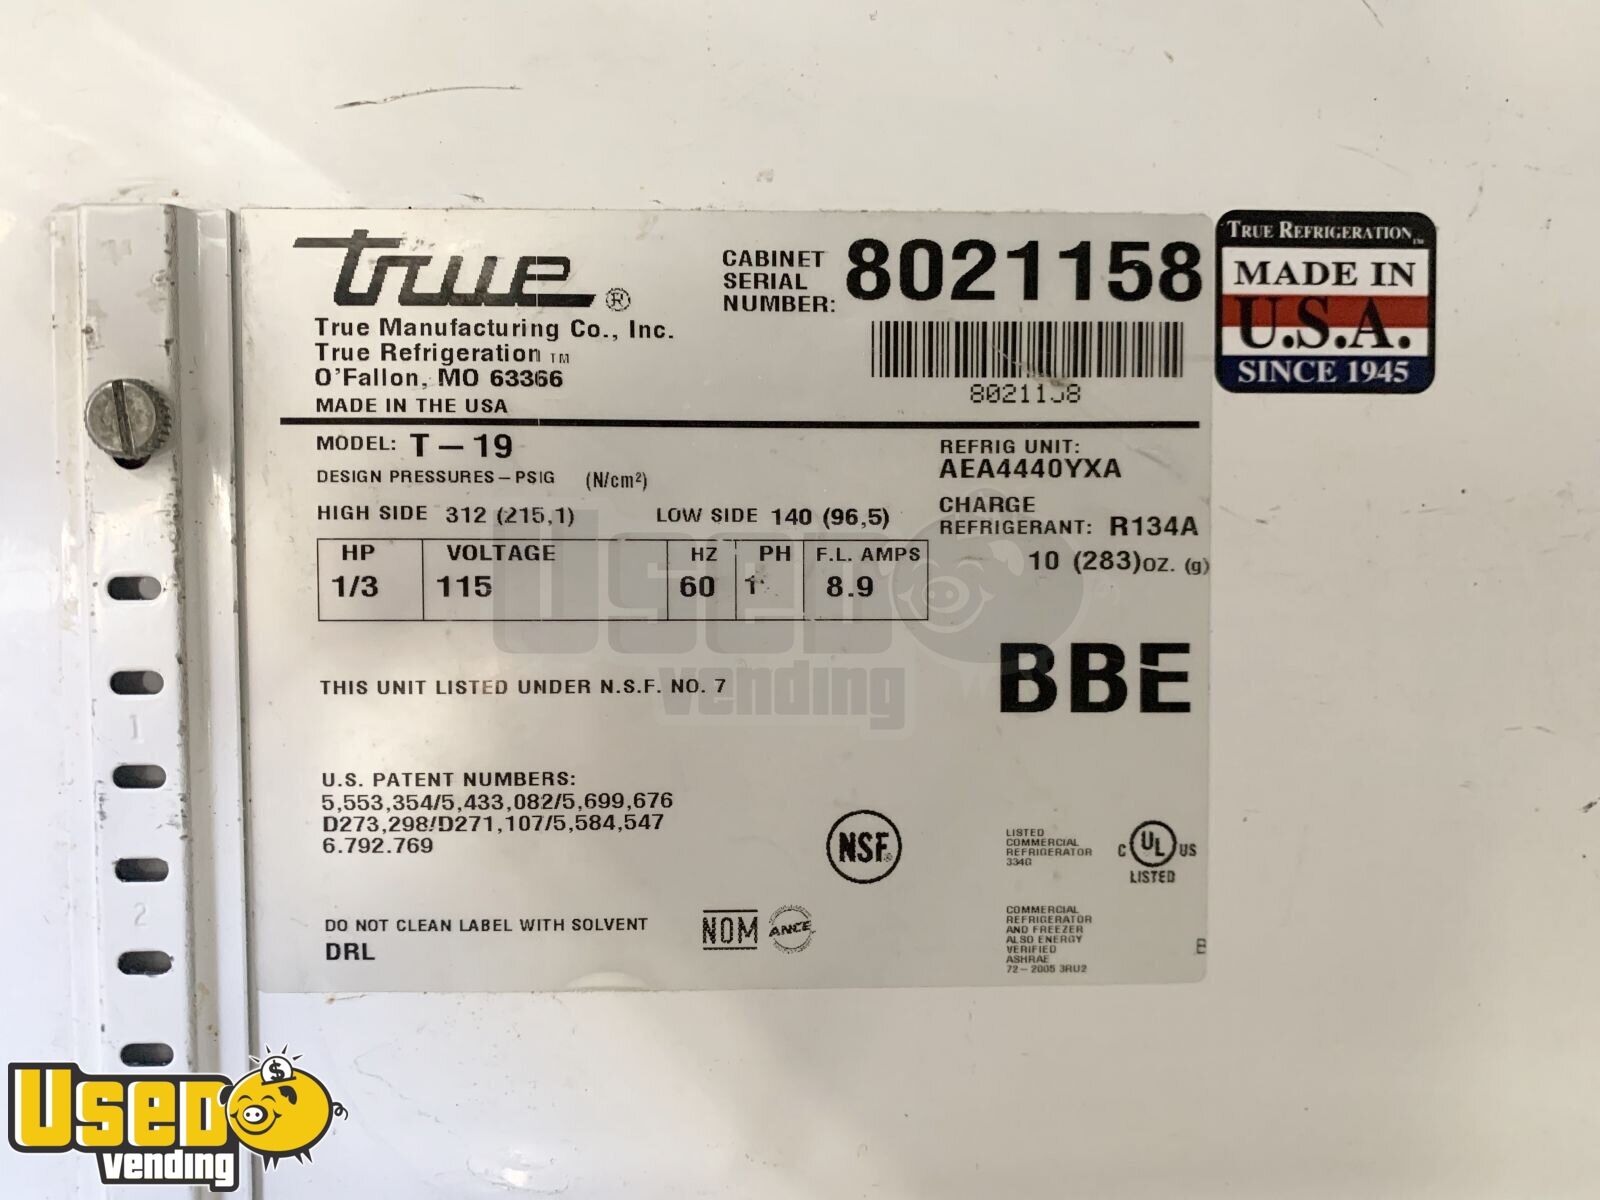 true®
True Manufacturing Co., Inc.
True Refrigeration TM
O'Fallon, MO 63366
MADE IN THE USA
CABINET
SERIAL
NUMBER:
8021158
8021158
TRUE REFRIGERATION™
MADE IN
U.S.A.
SINCE 1945
MODEL: T-19
DESIGN PRESSURES-PSIG (N/cm²)
HIGH SIDE 312 (215,1) LOW SIDE 140 (96,5)
REFRIG UNIT:
AEA4440YXA
CHARGE
REFRIGERANT: R134A
10 (283)OZ. (g)
HP VOLTAGE HZ PH F.L. AMPS
1/3 115 60 1 8.9
BBE
THIS UNIT LISTED UNDER N.S.F. NO. 7
U.S. PATENT NUMBERS:
5,553,354/5,433,082/5,699,676
D273,298/D271,107/5,584,547
6.792.769
NSF®
LISTED
COMMERCIAL
REFRIGERATOR
334G
C UL US
LISTED
COMMERCIAL
REFRIGERATOR
AND FREEZER
ALSO ENERGY
VERIFIED
ASHRAE
72-2005 3RU2
B
DO NOT CLEAN LABEL WITH SOLVENT
DRL
NOM ANCE
1
2
USED
vending
USED
vending
$